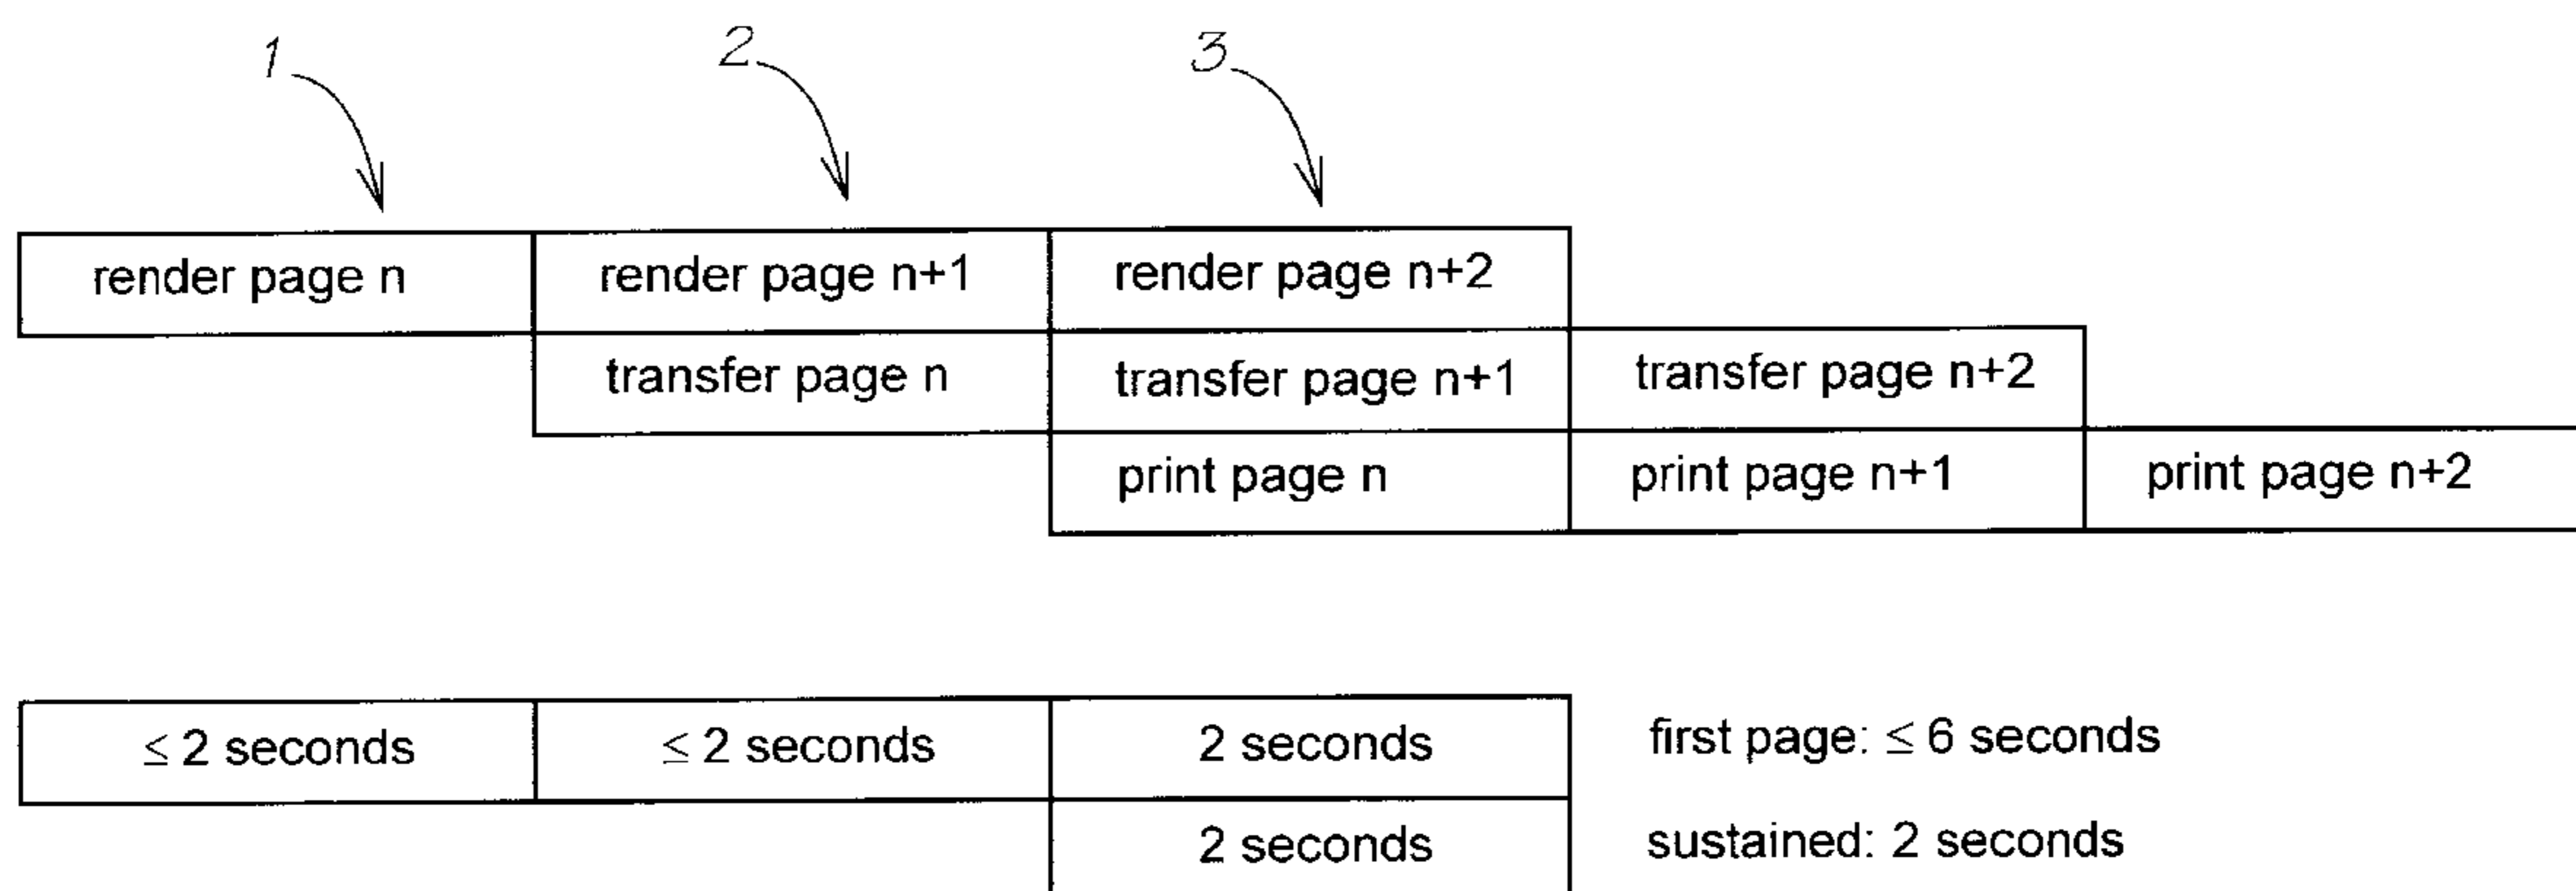 1 2 3
render page n render page n+1 render page n+2
transfer page n transfer page n+1 transfer page n+2
print page n print page n+1 print page n+2
≤ 2 seconds ≤ 2 seconds 2 seconds first page: ≤ 6 seconds
2 seconds sustained: 2 seconds